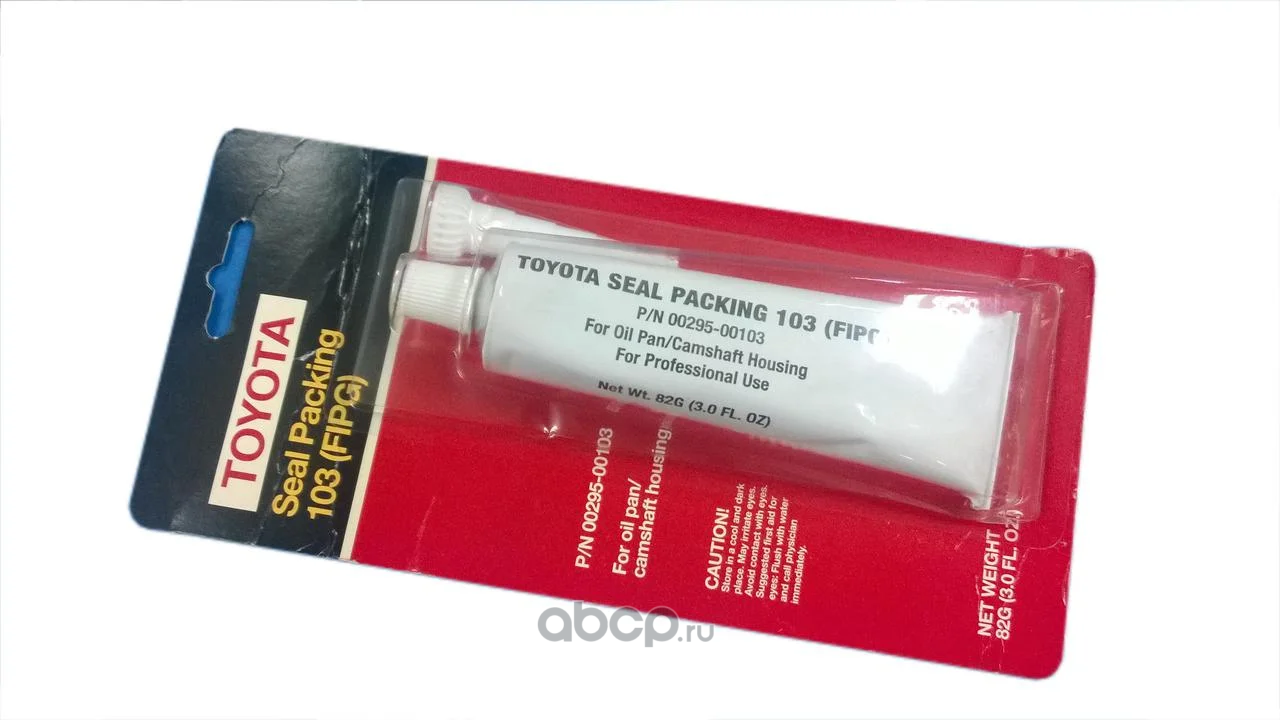 TOYOTA
Seal Packing
103 (FIPG)
TOYOTA SEAL PACKING 103 (FIPG
P/N 00295-00103
For Oil Pan/Camshaft Housing
For Professional Use
Net Wt. 82G (3.0 FL. OZ)
P/N 00295-00103
For oil pan/
camshaft housing
CAUTION!
Store in a cool and dark
place. May irritate eyes.
Avoid contact with eyes.
Suggested first aid for
eyes: Flush with water
and call physician
immediately.
NET WEIGHT
82G (3.0 FL. OZ.)
abcp.ru